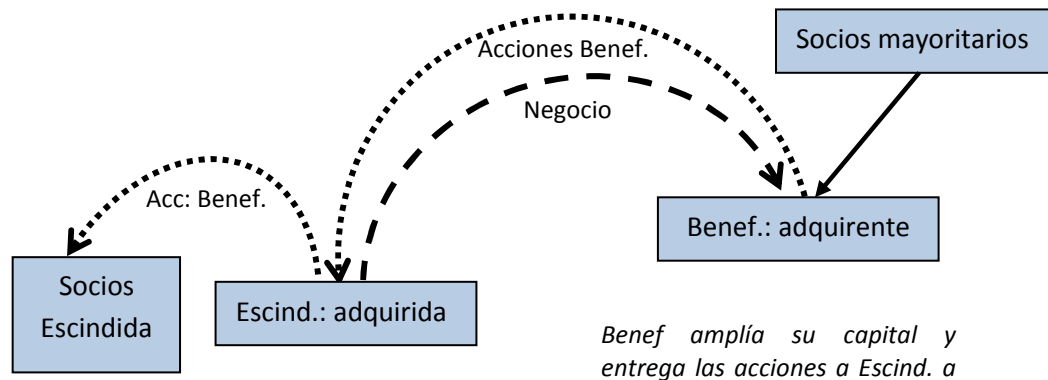 Acciones Benef.
Socios mayoritarios
Negocio
Acc: Benef.
Benef.: adquirente
Socios
Escindida
Escind.: adquirida
Benef amplía su capital y
entrega las acciones a Escind. a